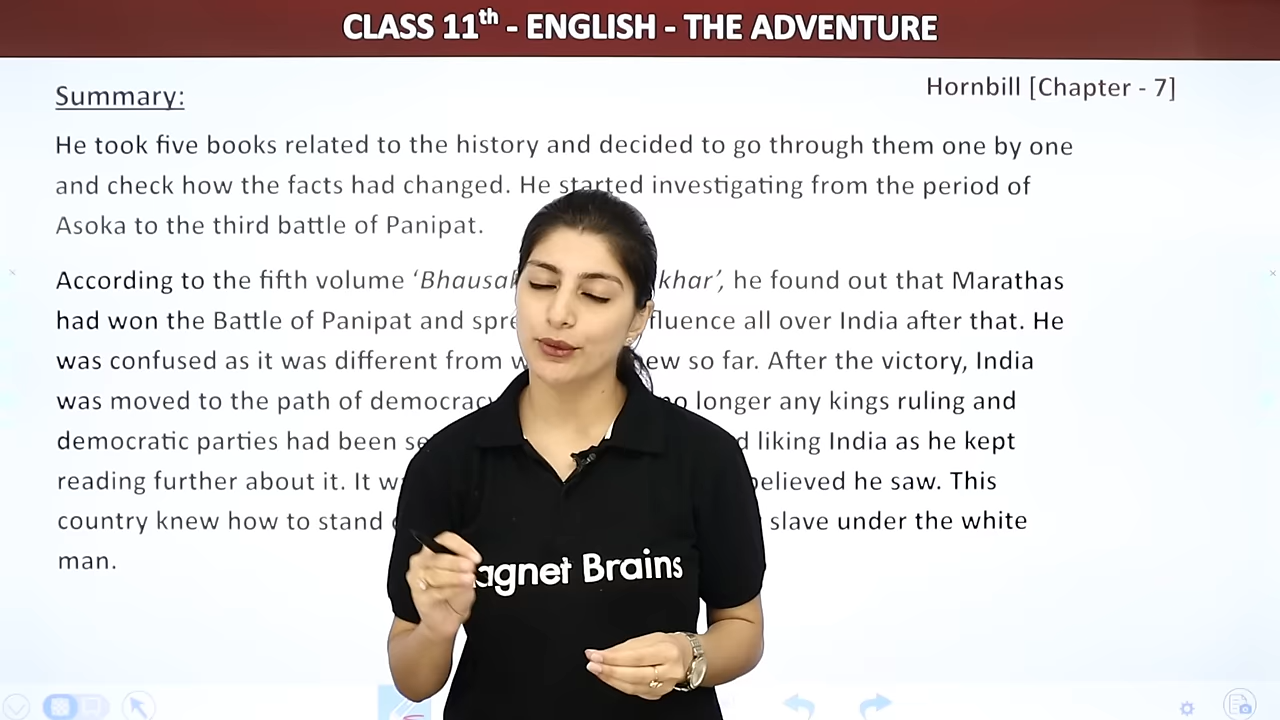 CLASS 11th - ENGLISH - THE ADVENTURE
Hornbill [Chapter - 7]
Summary:
He took five books related to the history and decided to go through them one by one
and check how the facts had changed. He started investigating from the period of
Asoka to the third battle of Panipat.
According to the fifth volume ‘Bhausa khar’, he found out that Marathas
had won the Battle of Panipat and spre fluence all over India after that. He
was confused as it was different from w ew so far. After the victory, India
was moved to the path of democracy no longer any kings ruling and
democratic parties had been se d liking India as he kept
reading further about it. It w believed he saw. This
country knew how to stand slave under the white
man.
agnet Brains